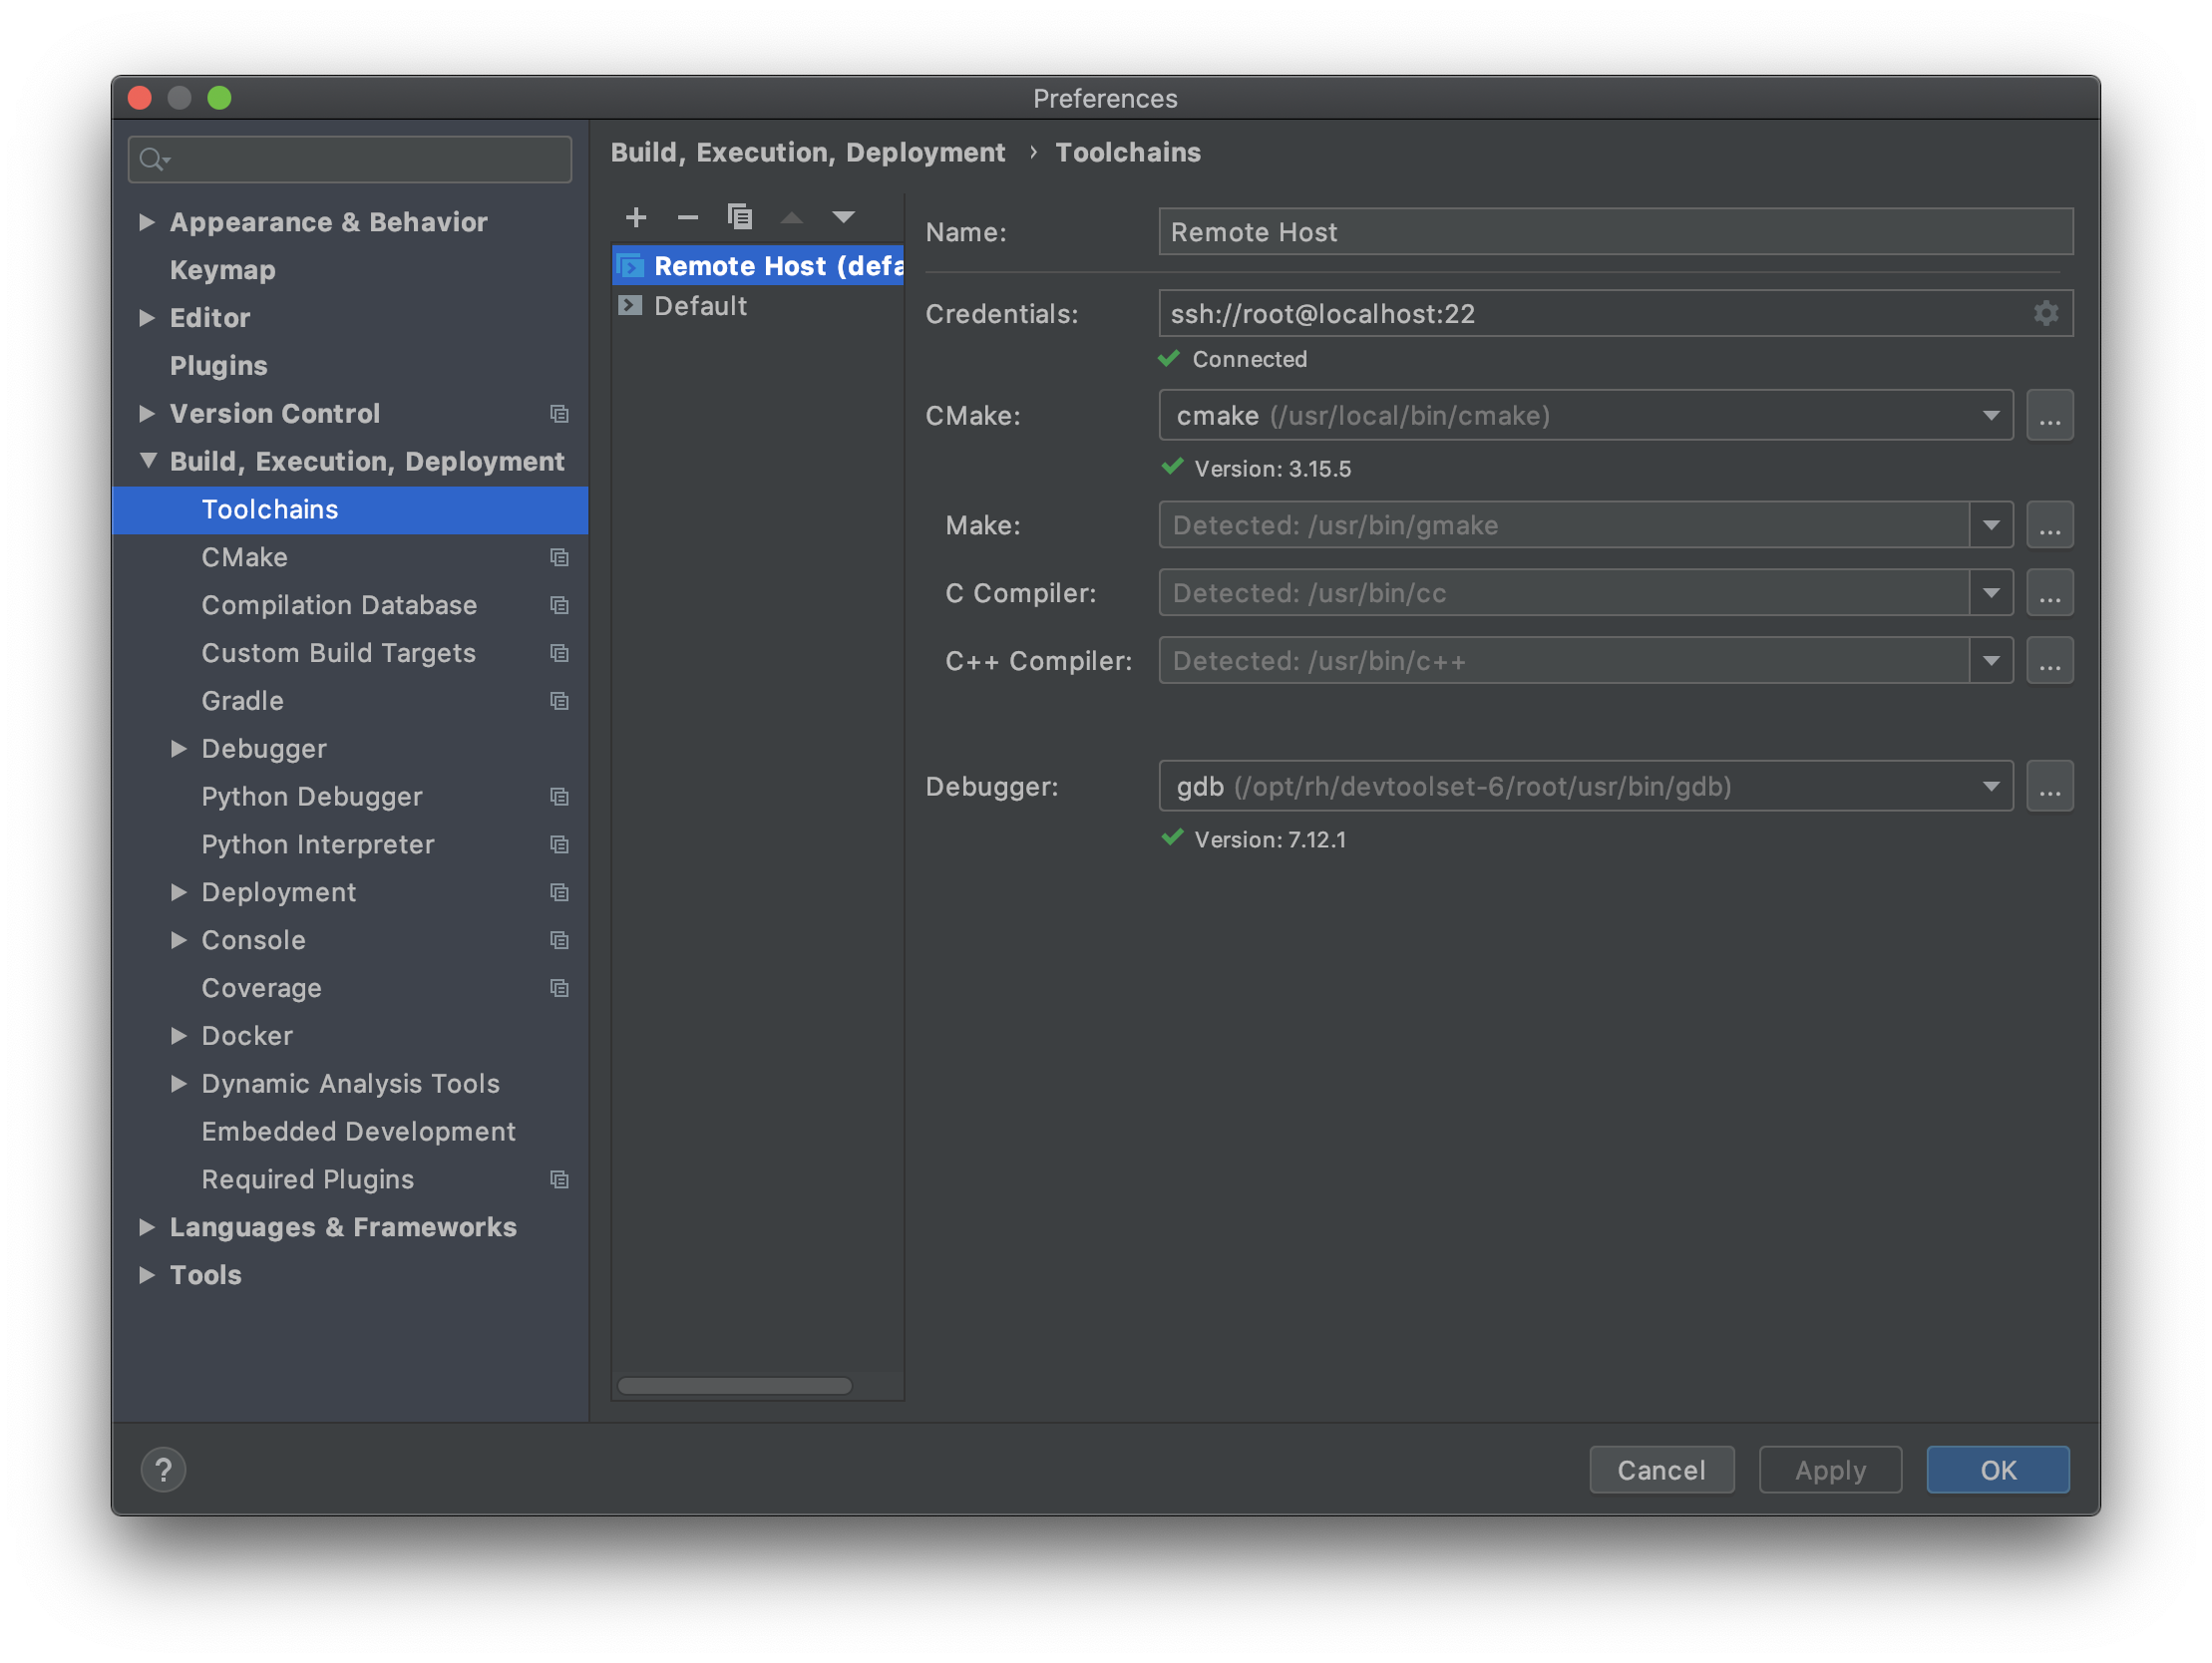 Preferences
Appearance & Behavior
Keymap
Editor
Plugins
Version Control
Build, Execution, Deployment
Toolchains
CMake
Compilation Database
Custom Build Targets
Gradle
Debugger
Python Debugger
Python Interpreter
Deployment
Console
Coverage
Docker
Dynamic Analysis Tools
Embedded Development
Required Plugins
Languages & Frameworks
Tools
Build, Execution, Deployment › Toolchains
Remote Host (defa
Default
Name: Remote Host
Credentials: ssh://root@localhost:22
Connected
CMake: cmake (/usr/local/bin/cmake) ...
Version: 3.15.5
Make: Detected: /usr/bin/gmake ...
C Compiler: Detected: /usr/bin/cc ...
C++ Compiler: Detected: /usr/bin/c++ ...
Debugger: gdb (/opt/rh/devtoolset-6/root/usr/bin/gdb) ...
Version: 7.12.1
? Cancel Apply OK